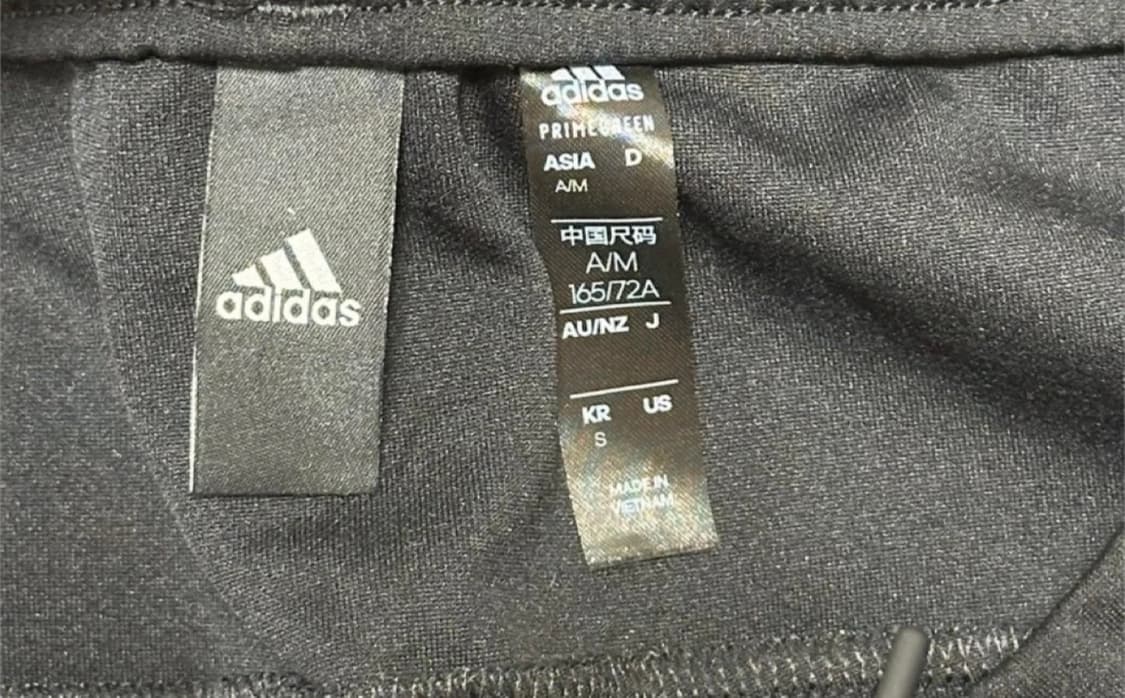 adidas
adidas
PRIMEGREEN
ASIA D
A/M
中国尺码
A/M
165/72A
AU/NZ J
KR US
S
MADE IN
VIETNAM